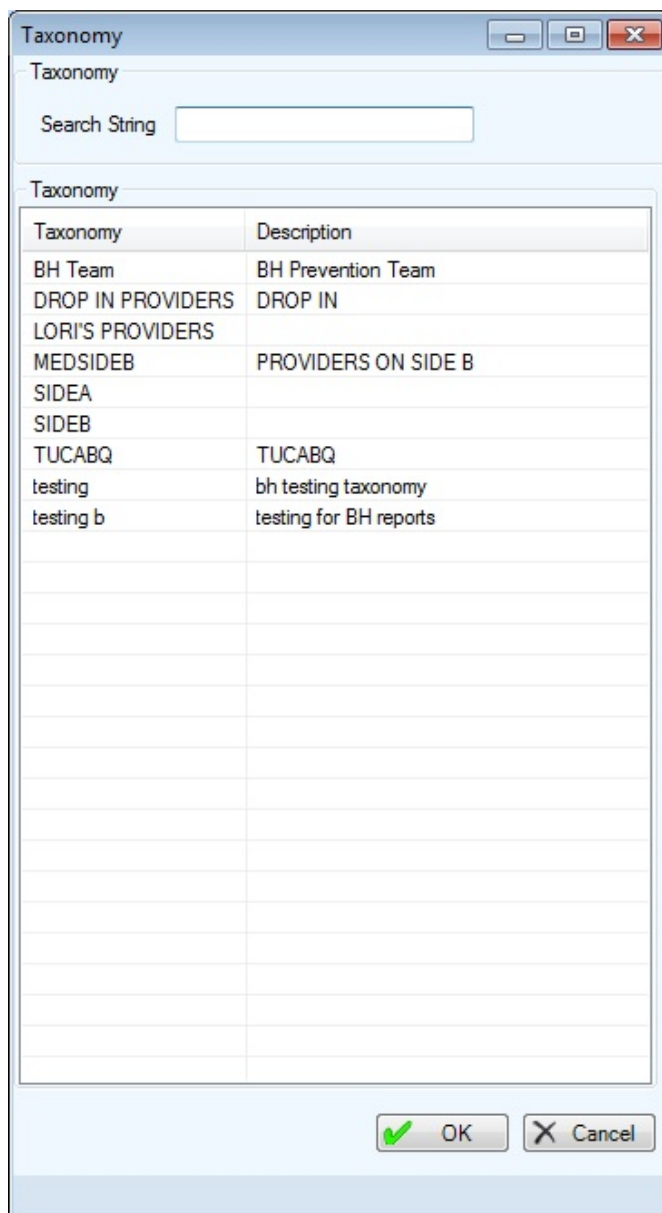 Taxonomy
Taxonomy
Search String
Taxonomy
Taxonomy Description
BH Team BH Prevention Team
DROP IN PROVIDERS DROP IN
LORI'S PROVIDERS
MEDSIDEB PROVIDERS ON SIDE B
SIDEA
SIDEB
TUCABQ TUCABQ
testing bh testing taxonomy
testing b testing for BH reports
OK Cancel